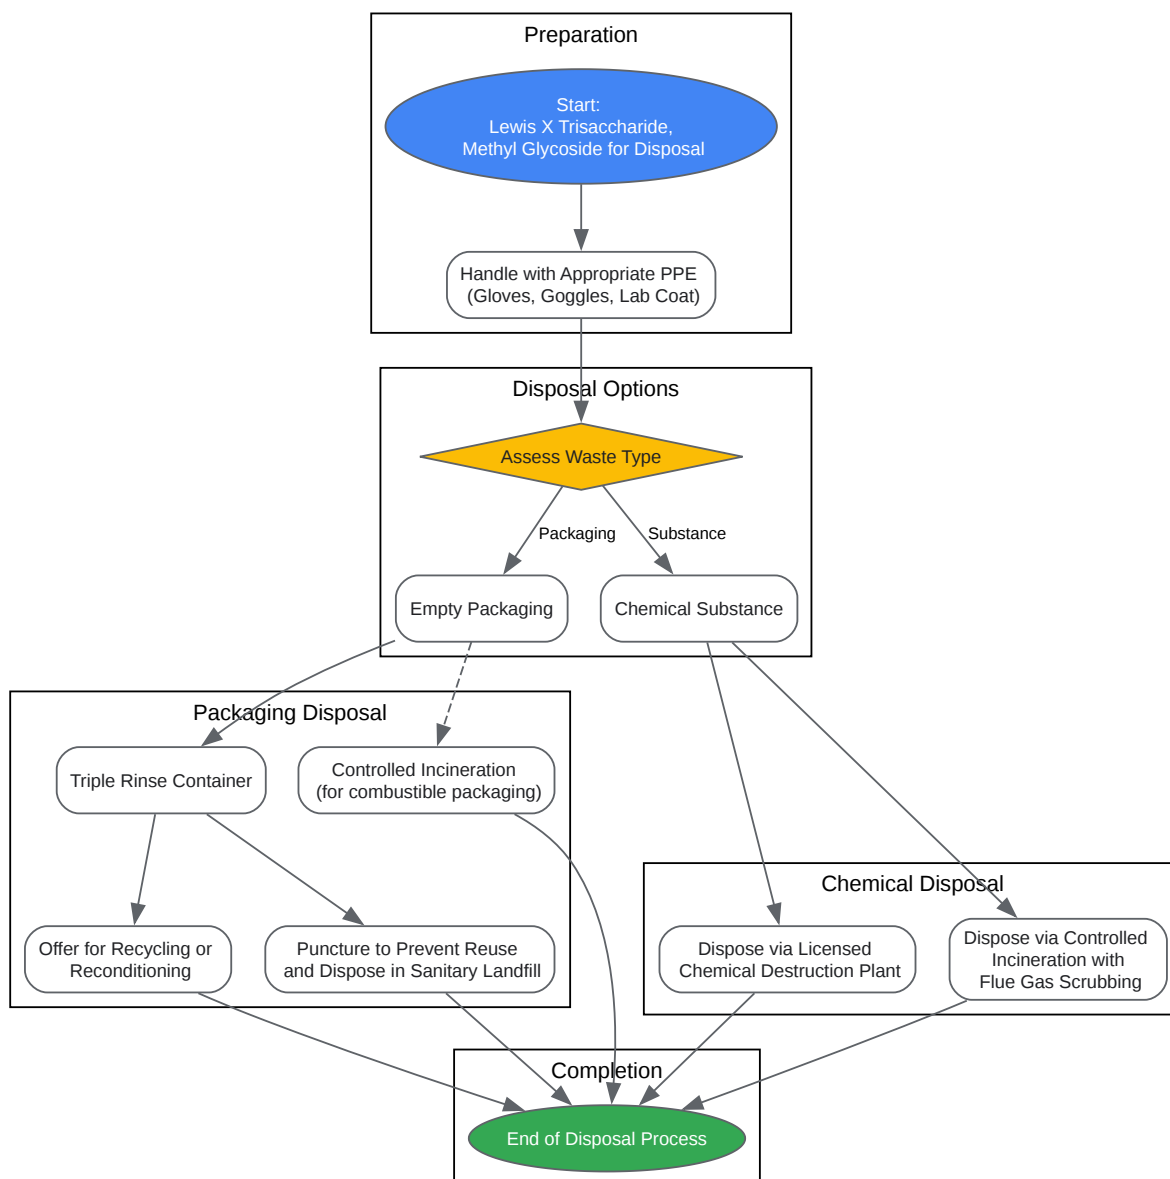 Preparation
Start:
Lewis X Trisaccharide,
Methyl Glycoside for Disposal
Handle with Appropriate PPE
(Gloves, Goggles, Lab Coat)
Disposal Options
Assess Waste Type
Packaging
Substance
Empty Packaging
Chemical Substance
Packaging Disposal
Triple Rinse Container
Controlled Incineration
(for combustible packaging)
Offer for Recycling or
Reconditioning
Puncture to Prevent Reuse
and Dispose in Sanitary Landfill
Chemical Disposal
Dispose via Licensed
Chemical Destruction Plant
Dispose via Controlled
Incineration with
Flue Gas Scrubbing
Completion
End of Disposal Process